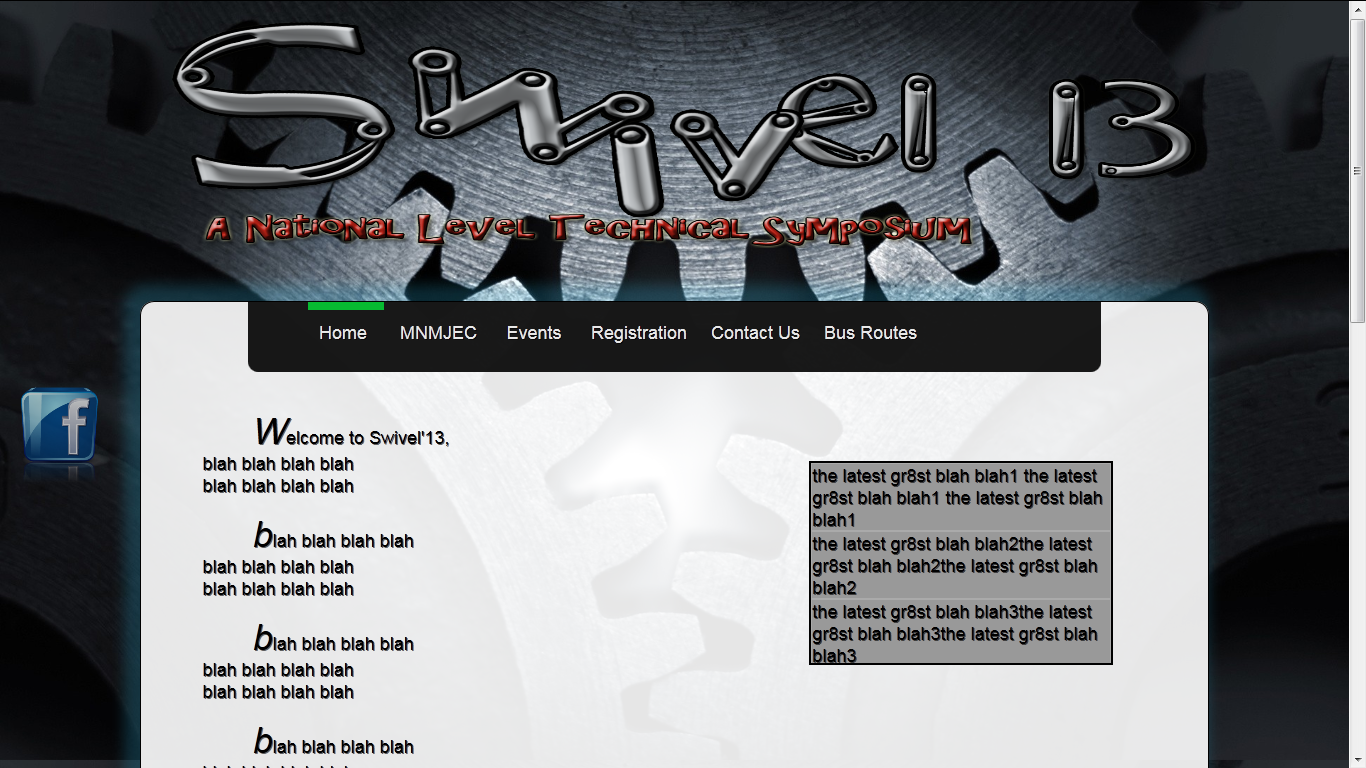 Swivel 13
A National Level Technical Symposium
Home MNMJEC Events Registration Contact Us Bus Routes
f
Welcome to Swivel'13,
blah blah blah blah
blah blah blah blah
blah blah blah blah
blah blah blah blah
blah blah blah blah
blah blah blah blah
blah blah blah blah
blah blah blah blah
blah blah blah blah
the latest gr8st blah blah1 the latest
gr8st blah blah1 the latest gr8st blah
blah1
the latest gr8st blah blah2the latest
gr8st blah blah2the latest gr8st blah
blah2
the latest gr8st blah blah3the latest
gr8st blah blah3the latest gr8st blah
blah3